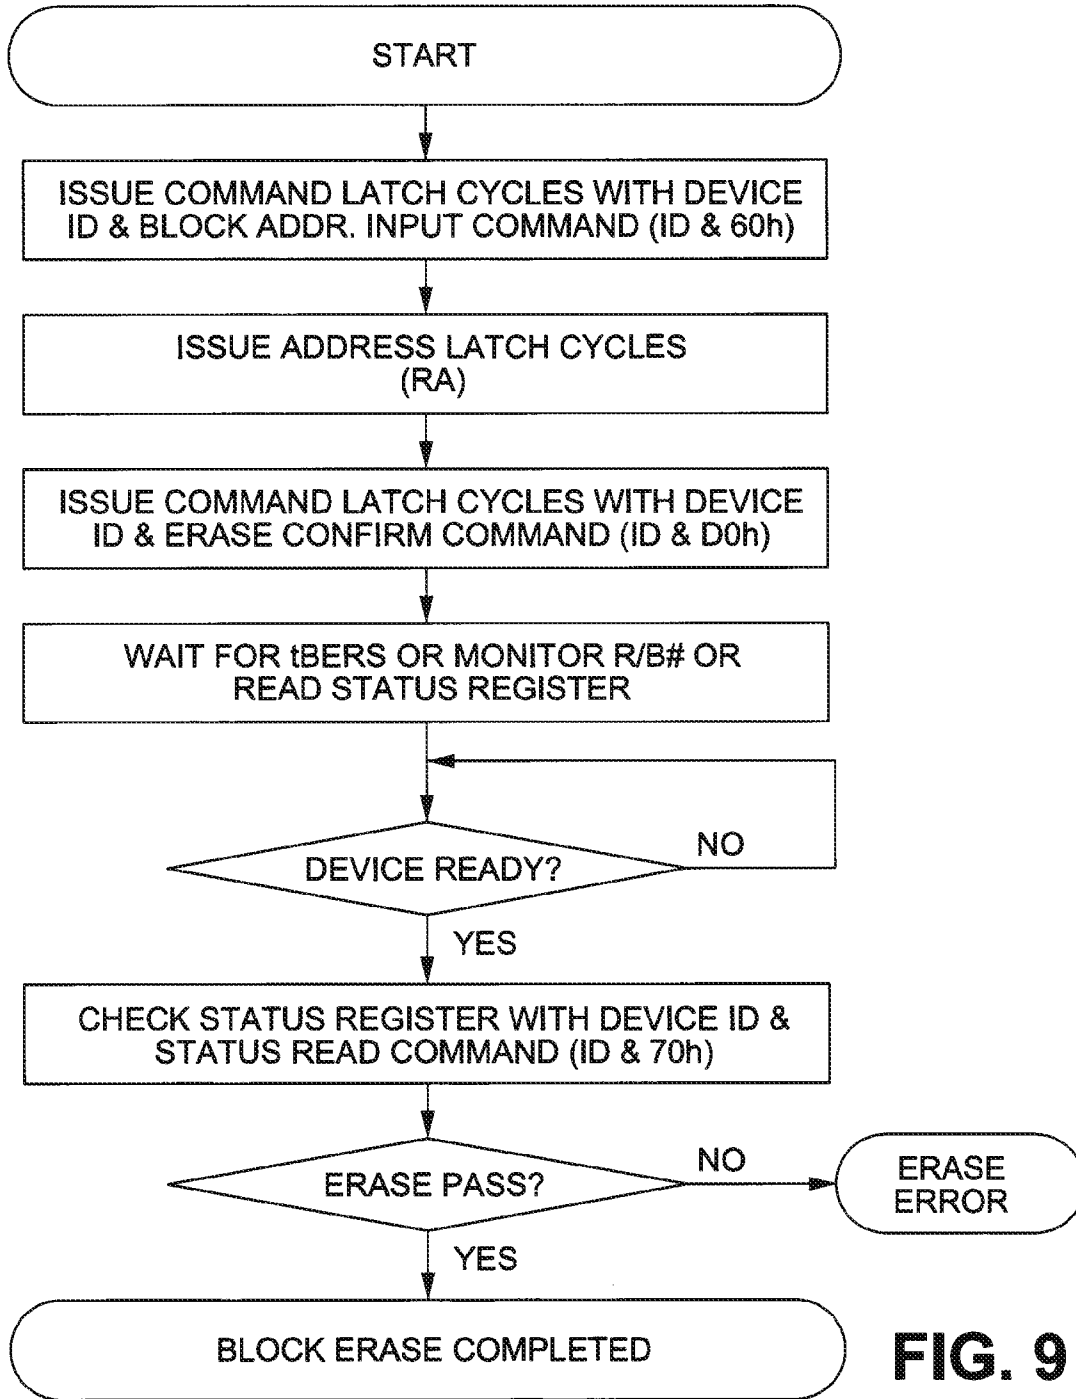 START
ISSUE COMMAND LATCH CYCLES WITH DEVICE
ID & BLOCK ADDR. INPUT COMMAND (ID & 60h)
ISSUE ADDRESS LATCH CYCLES
(RA)
ISSUE COMMAND LATCH CYCLES WITH DEVICE
ID & ERASE CONFIRM COMMAND (ID & D0h)
WAIT FOR tBERS OR MONITOR R/B# OR
READ STATUS REGISTER
DEVICE READY?
NO
YES
CHECK STATUS REGISTER WITH DEVICE ID &
STATUS READ COMMAND (ID & 70h)
ERASE PASS?
NO
ERASE
ERROR
YES
BLOCK ERASE COMPLETED
FIG. 9